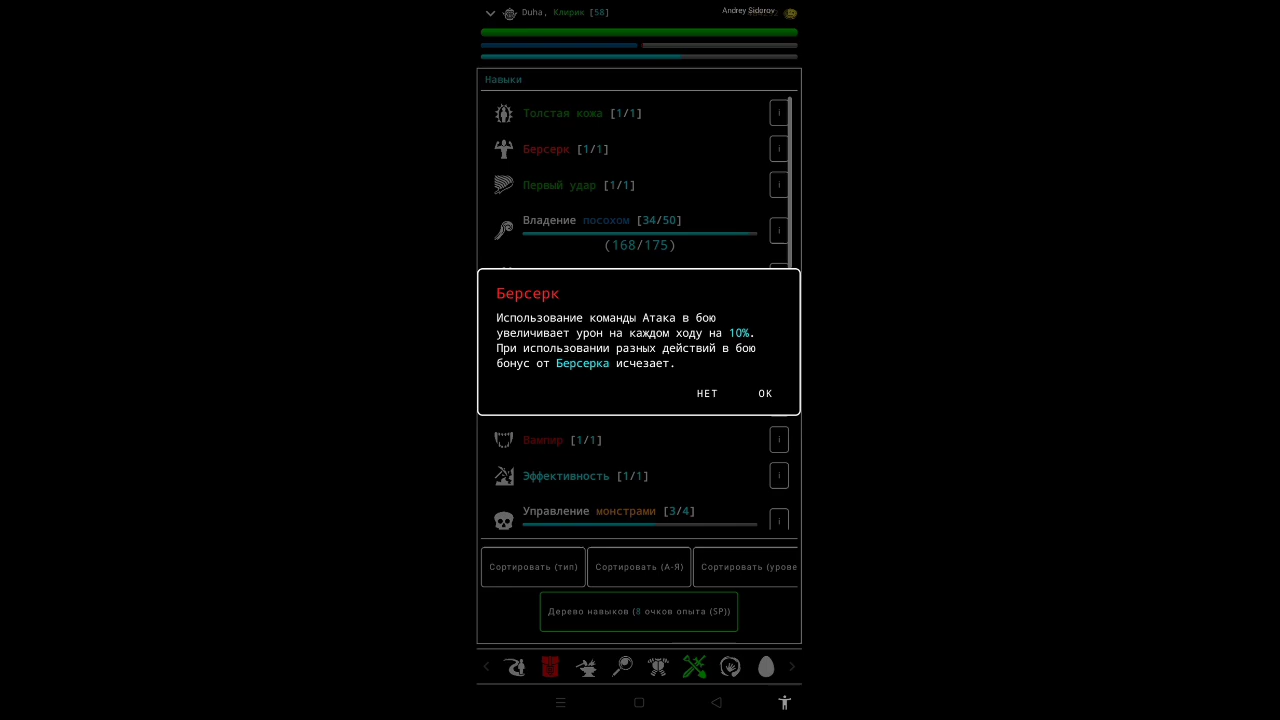 Duha, Клирик [58]
Andrey Sidorov
Навыки
Толстая кожа [1/1]
i
Берсерк [1/1]
i
Первый удар [1/1]
i
Владение посохом [34/50]
i
(168/175)
Берсерк
Использование команды Атака в бою
увеличивает урон на каждом ходу на 10%.
При использовании разных действий в бою
бонус от Берсерка исчезает.
НЕТ OK
Вампир [1/1]
i
Эффективность [1/1]
i
Управление монстрами [3/4]
i
Сортировать (тип) Сортировать (А-Я) Сортировать (урове
Дерево навыков (8 очков опыта (SP))